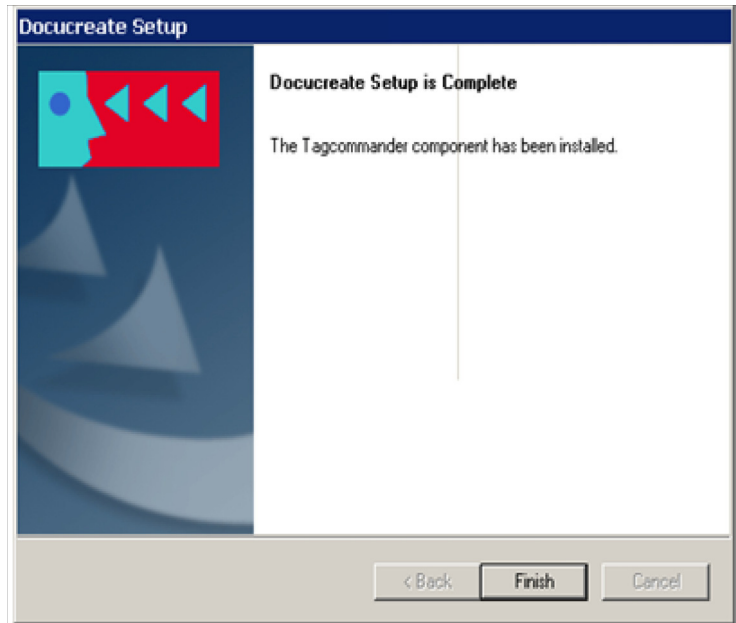 Docucreate Setup
Docucreate Setup is Complete
The Tagcommander component has been installed.
< Back Finish Cancel